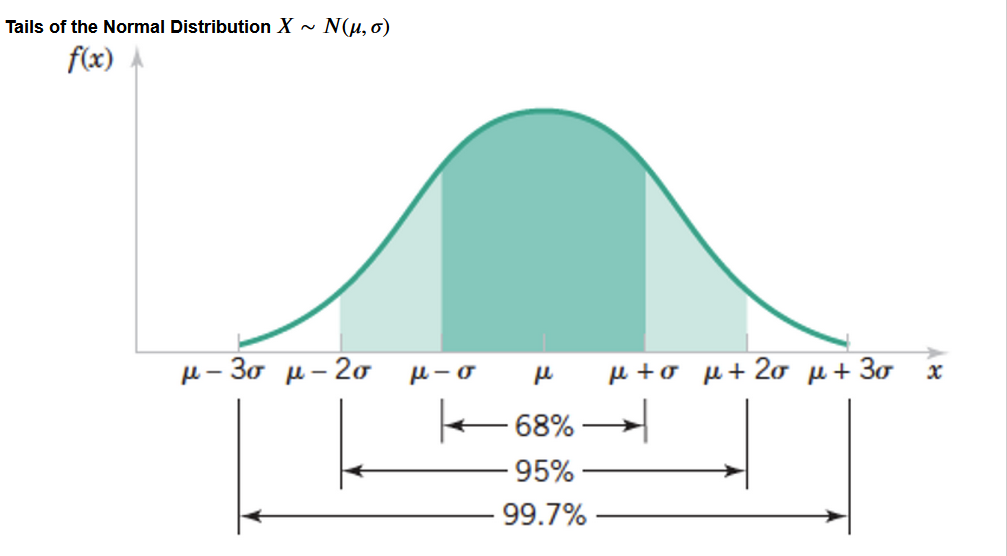 Tails of the Normal Distribution X ~ N(μ, σ)
f(x)
μ – 3σ μ – 2σ μ – σ μ μ + σ μ + 2σ μ + 3σ x
68%
95%
99.7%